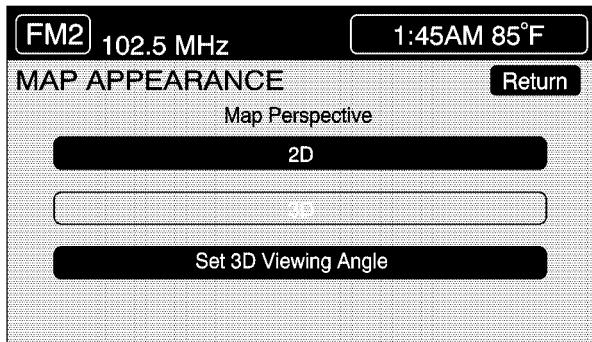 FM2 102.5 MHz 1:45AM 85°F
MAP APPEARANCE Return
Map Perspective
2D
3D
Set 3D Viewing Angle